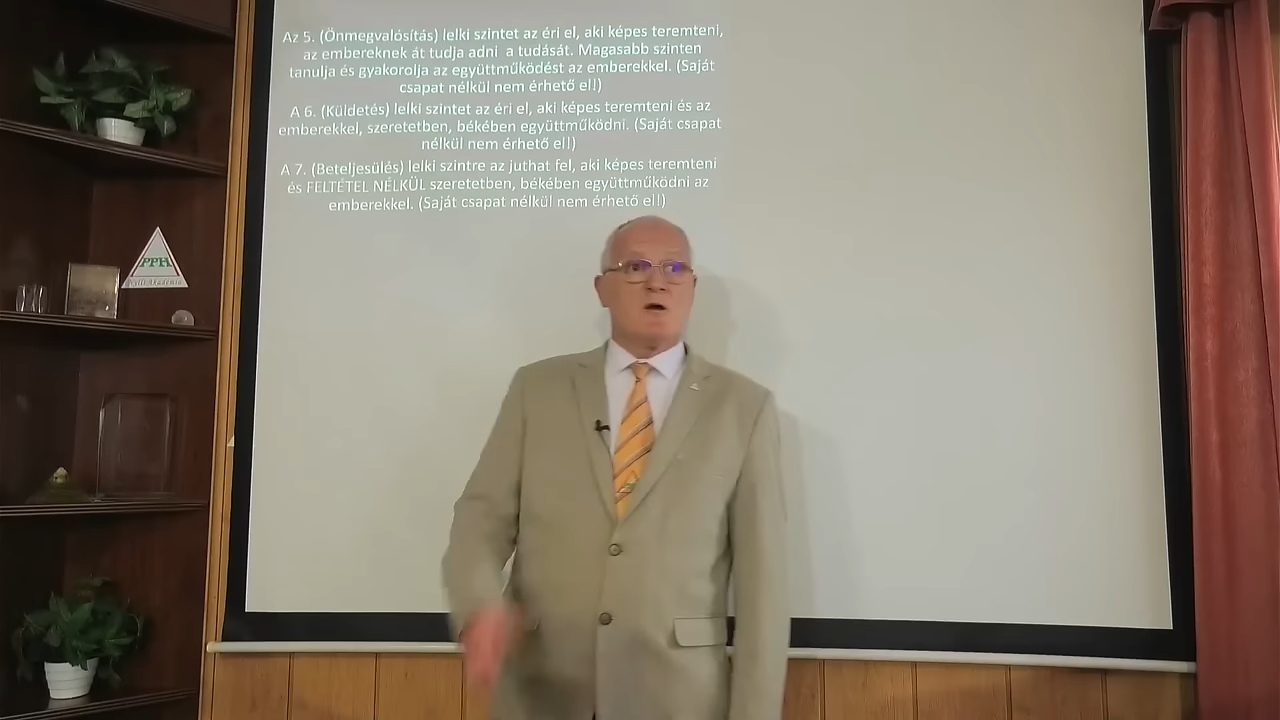 Az 5. (Önmegvalósítás) lelki szintet az éri el, aki képes teremteni,
az embereknek át tudja adni a tudását. Magasabb szinten
tanulja és gyakorolja az együttműködést az emberekkel. (Saját
csapat nélkül nem érhető el!)
A 6. (Küldetés) lelki szintet az éri el, aki képes teremteni és az
emberekkel, szeretetben, békében együttműködni. (Saját csapat
nélkül nem érhető el!)
A 7. (Beteljesülés) lelki szintre az juthat fel, aki képes teremteni
és FELTÉTEL NÉLKÜL szeretetben, békében együttműködni az
emberekkel. (Saját csapat nélkül nem érhető el!)
PPH